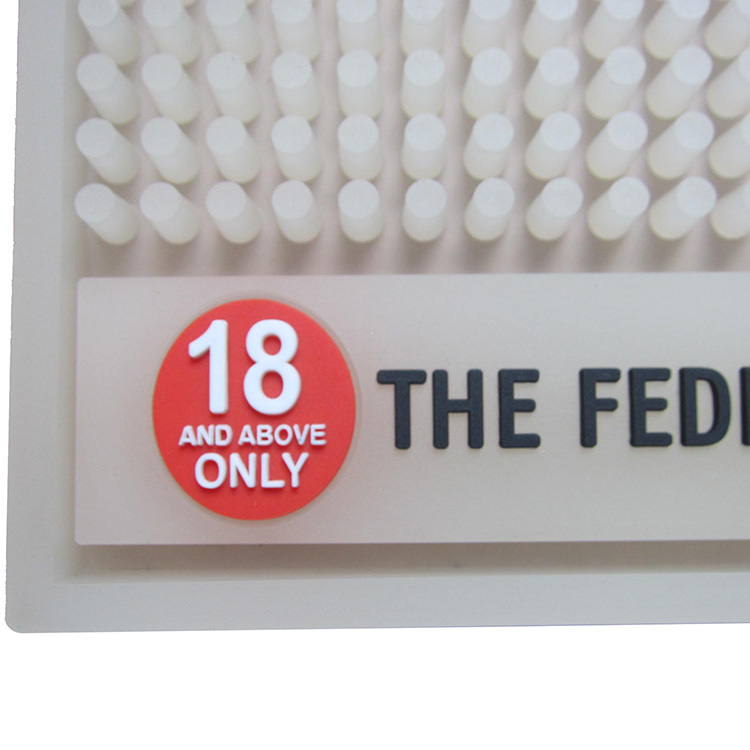 18
AND ABOVE
ONLY
THE FED